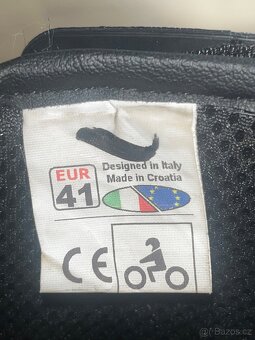 EUR
41
Designed in Italy
Made in Croatia
CE
©Bazos.cz